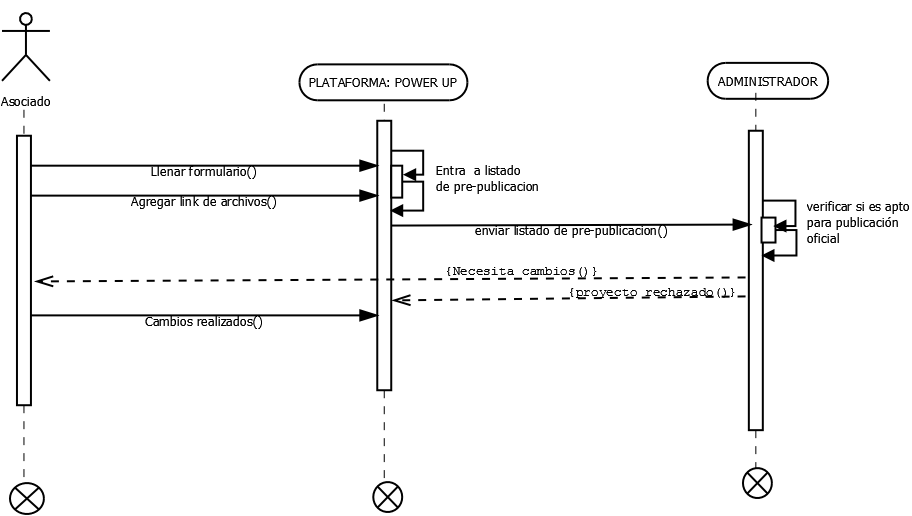 Asociado
PLATAFORMA: POWER UP
ADMINISTRADOR
Llenar formulario()
Entra a listado
de pre-publicacion
Agregar link de archivos()
verificar si es apto
para publicación
oficial
enviar listado de pre-publicacion()
{Necesita cambios()}
{proyecto rechazado()}
Cambios realizados()